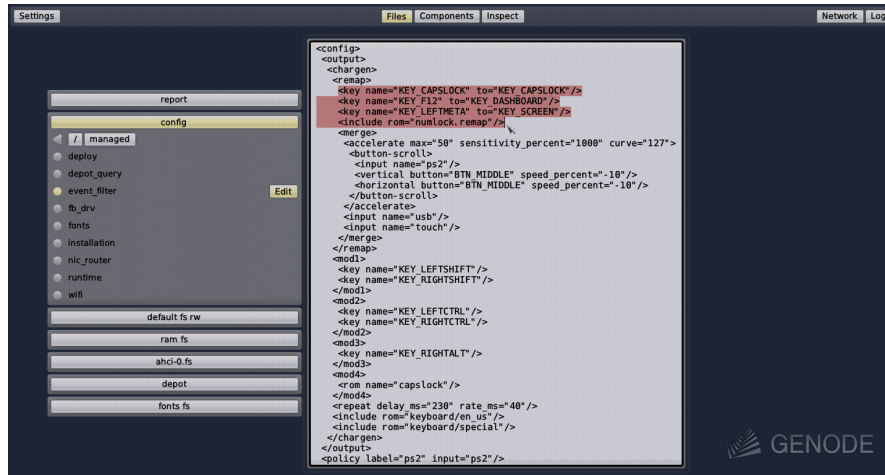 Settings
Files Components Inspect
Network Log
report
config
/ managed
deploy
depot_query
event_filter Edit
fb_drv
fonts
installation
nic_router
runtime
wifi
default fs rw
ram fs
ahci-0.fs
depot
fonts fs
<config>
<output>
<chargen>
<remap>
<key name="KEY_CAPSLOCK" to="KEY_CAPSLOCK"/>
<key name="KEY_F12" to="KEY_DASHBOARD"/>
<key name="KEY_LEFTMETA" to="KEY_SCREEN"/>
<include rom="numlock.remap"/>
<merge>
<accelerate max="50" sensitivity_percent="1000" curve="127">
<button-scroll>
<input name="ps2"/>
<vertical button="BTN_MIDDLE" speed_percent="-10"/>
<horizontal button="BTN_MIDDLE" speed_percent="-10"/>
</button-scroll>
</accelerate>
<input name="usb"/>
<input name="touch"/>
</merge>
</remap>
<mod1>
<key name="KEY_LEFTSHIFT"/>
<key name="KEY_RIGHTSHIFT"/>
</mod1>
<mod2>
<key name="KEY_LEFTCTRL"/>
<key name="KEY_RIGHTCTRL"/>
</mod2>
<mod3>
<key name="KEY_RIGHTALT"/>
</mod3>
<mod4>
<rom name="capslock"/>
</mod4>
<repeat delay_ms="230" rate_ms="40"/>
<include rom="keyboard/en_us"/>
<include rom="keyboard/special"/>
</chargen>
</output>
<policy label="ps2" input="ps2"/>
GENODE